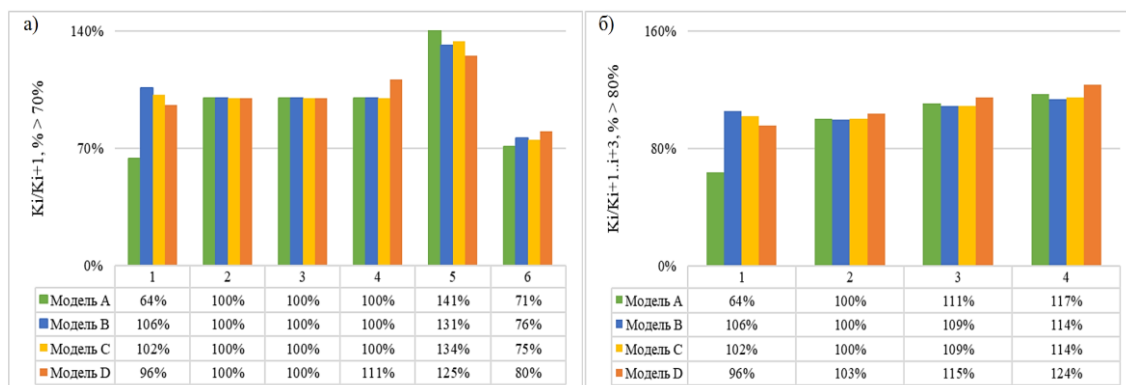 а)
140%
70%
0%
Ki/Ki+1, % > 70%
1 2 3 4 5 6
Модель A 64% 100% 100% 100% 141% 71%
Модель B 106% 100% 100% 100% 131% 76%
Модель C 102% 100% 100% 100% 134% 75%
Модель D 96% 100% 100% 111% 125% 80%
б)
160%
80%
0%
Ki/Ki+1..i+3, % > 80%
1 2 3 4
Модель A 64% 100% 111% 117%
Модель B 106% 100% 109% 114%
Модель C 102% 100% 109% 114%
Модель D 96% 103% 115% 124%